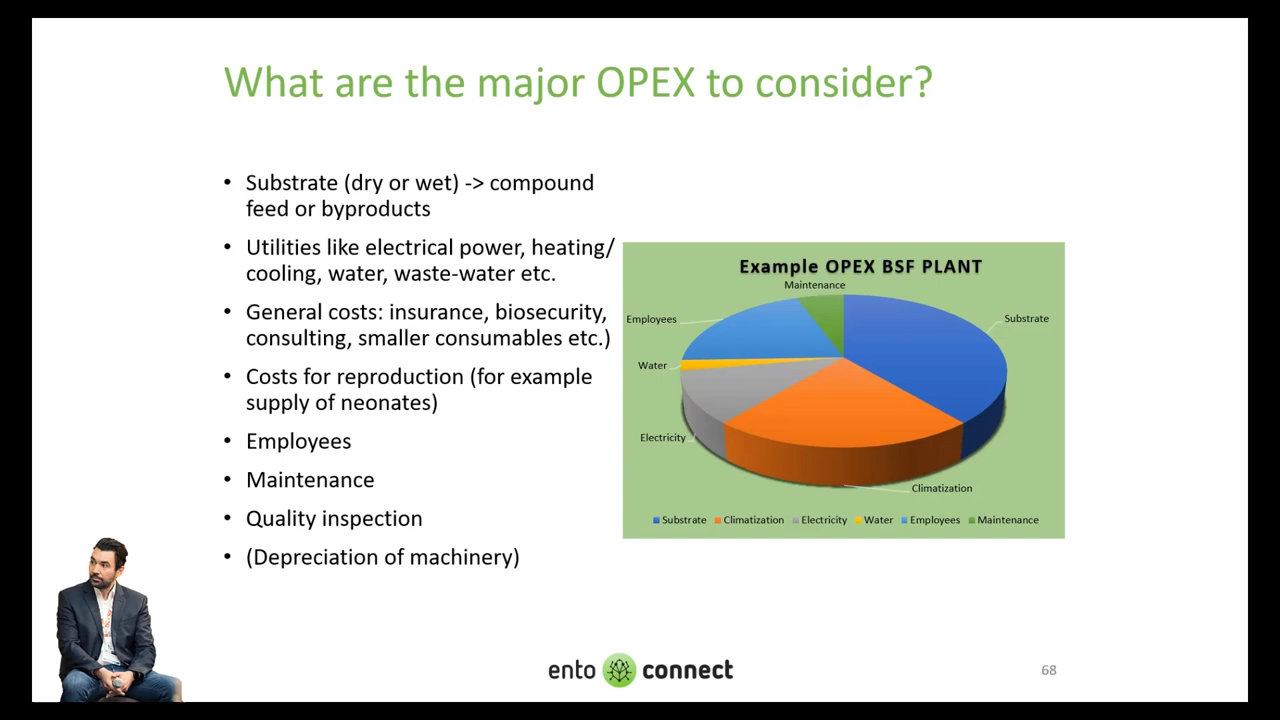 What are the major OPEX to consider?
• Substrate (dry or wet) -> compound
feed or byproducts
• Utilities like electrical power, heating/
cooling, water, waste-water etc.
• General costs: insurance, biosecurity,
consulting, smaller consumables etc.)
• Costs for reproduction (for example
supply of neonates)
• Employees
• Maintenance
• Quality inspection
• (Depreciation of machinery)
Example OPEX BSF PLANT
Maintenance
Employees
Substrate
Water
Electricity
Climatization
Substrate Climatization Electricity Water Employees Maintenance
ento connect
68